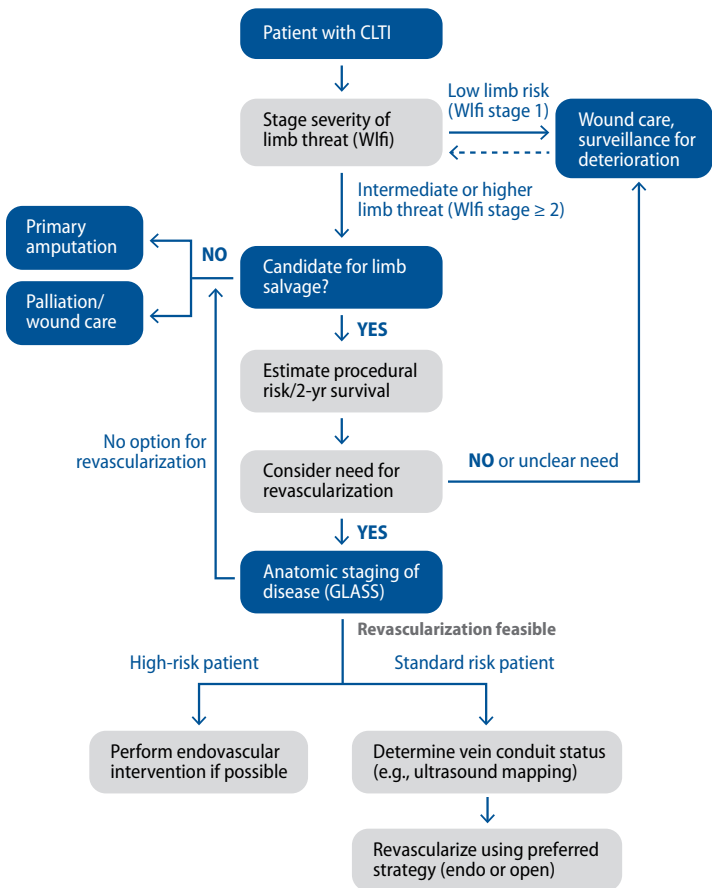 Patient with CLTI
Stage severity of
limb threat (WIfi)
Low limb risk
(WIfi stage 1)
Wound care,
surveillance for
deterioration
Intermediate or higher
limb threat (WIfi stage ≥ 2)
Primary
amputation
Palliation/
wound care
NO
Candidate for limb
salvage?
YES
Estimate procedural
risk/2-yr survival
No option for
revascularization
Consider need for
revascularization
NO or unclear need
YES
Anatomic staging of
disease (GLASS)
Revascularization feasible
High-risk patient
Standard risk patient
Perform endovascular
intervention if possible
Determine vein conduit status
(e.g., ultrasound mapping)
Revascularize using preferred
strategy (endo or open)